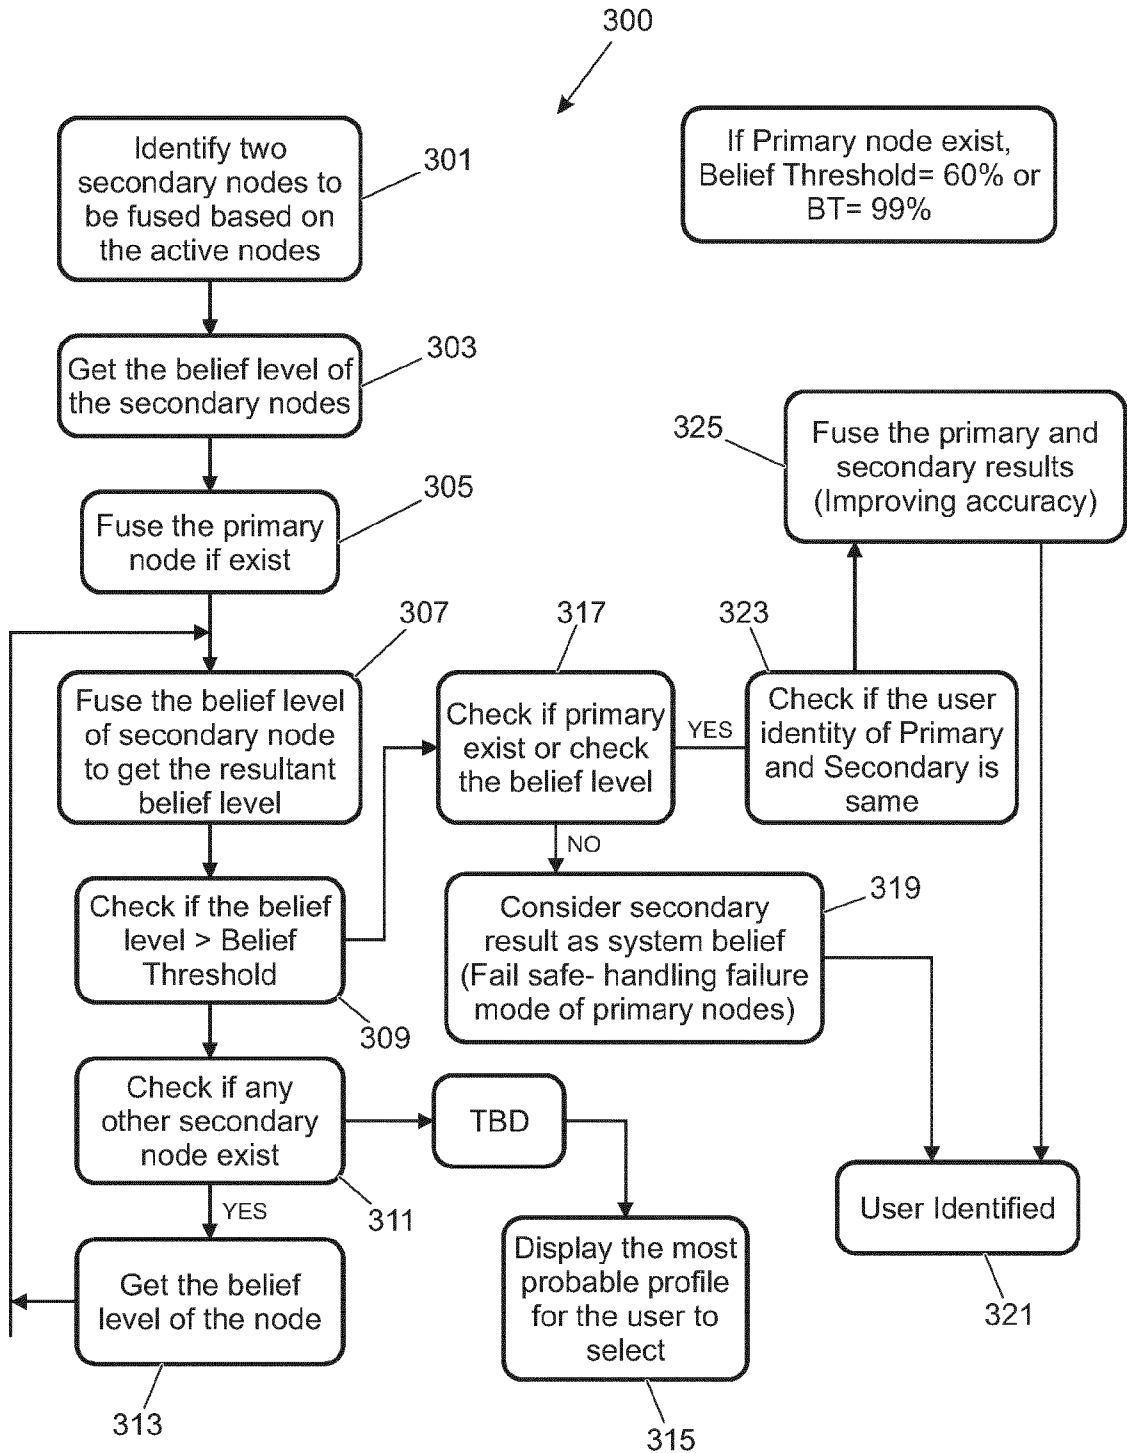 300
Identify two
secondary nodes to
be fused based on
the active nodes
301
If Primary node exist,
Belief Threshold= 60% or
BT= 99%
Get the belief level of
the secondary nodes
303
Fuse the primary
node if exist
305
Fuse the belief level
of secondary node
to get the resultant
belief level
307
Check if the belief
level > Belief
Threshold
309
Check if any
other secondary
node exist
311
YES
Get the belief
level of the node
313
TBD
Display the most
probable profile
for the user to
select
315
317
Check if primary
exist or check
the belief level
YES
NO
Consider secondary
result as system belief
(Fail safe- handling failure
mode of primary nodes)
319
323
Check if the user
identity of Primary
and Secondary is
same
325
Fuse the primary and
secondary results
(Improving accuracy)
User Identified
321